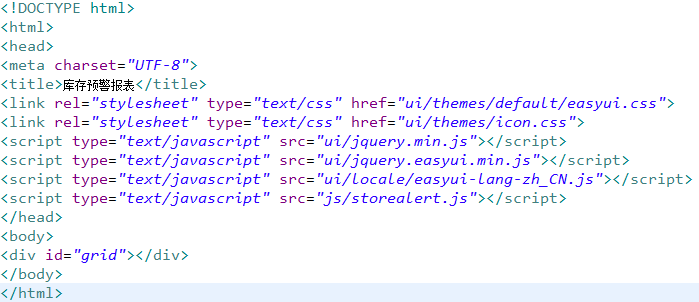 <!DOCTYPE html>
<html>
<head>
<meta charset="UTF-8">
<title>库存预警报表</title>
<link rel="stylesheet" type="text/css" href="ui/themes/default/easyui.css">
<link rel="stylesheet" type="text/css" href="ui/themes/icon.css">
<script type="text/javascript" src="ui/jquery.min.js"></script>
<script type="text/javascript" src="ui/jquery.easyui.min.js"></script>
<script type="text/javascript" src="ui/locale/easyui-lang-zh_CN.js"></script>
<script type="text/javascript" src="js/storealert.js"></script>
</head>
<body>
<div id="grid"></div>
</body>
</html>